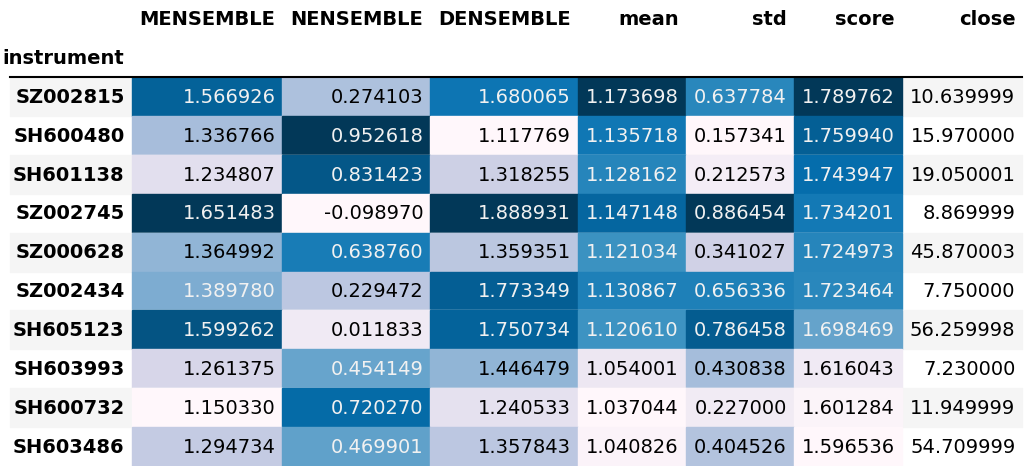 MENSEMBLE NENSEMBLE DENSEMBLE mean std score close
instrument
SZ002815 1.566926 0.274103 1.680065 1.173698 0.637784 1.789762 10.639999
SH600480 1.336766 0.952618 1.117769 1.135718 0.157341 1.759940 15.970000
SH601138 1.234807 0.831423 1.318255 1.128162 0.212573 1.743947 19.050001
SZ002745 1.651483 -0.098970 1.888931 1.147148 0.886454 1.734201 8.869999
SZ000628 1.364992 0.638760 1.359351 1.121034 0.341027 1.724973 45.870003
SZ002434 1.389780 0.229472 1.773349 1.130867 0.656336 1.723464 7.750000
SH605123 1.599262 0.011833 1.750734 1.120610 0.786458 1.698469 56.259998
SH603993 1.261375 0.454149 1.446479 1.054001 0.430838 1.616043 7.230000
SH600732 1.150330 0.720270 1.240533 1.037044 0.227000 1.601284 11.949999
SH603486 1.294734 0.469901 1.357843 1.040826 0.404526 1.596536 54.709999